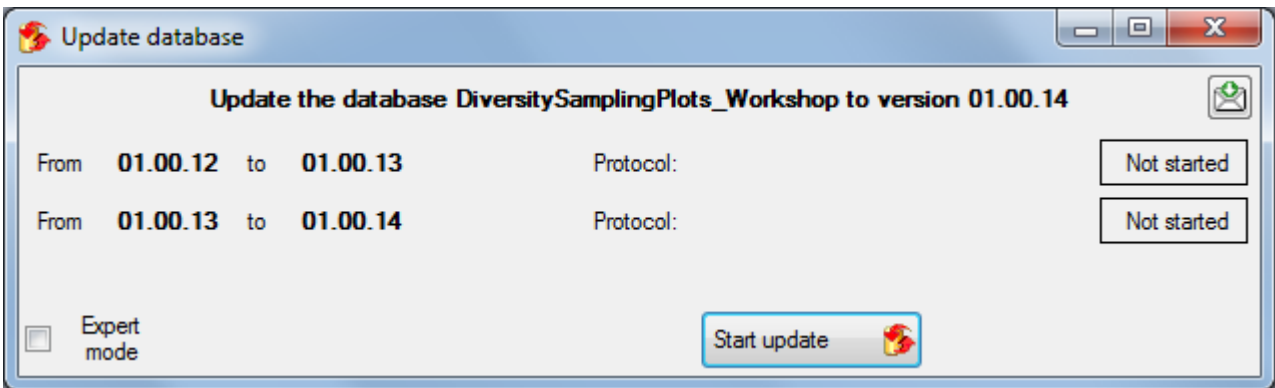 Update database
Update the database DiversitySamplingPlots_Workshop to version 01.00.14
From 01.00.12 to 01.00.13 Protocol: Not started
From 01.00.13 to 01.00.14 Protocol: Not started
Expert
mode
Start update